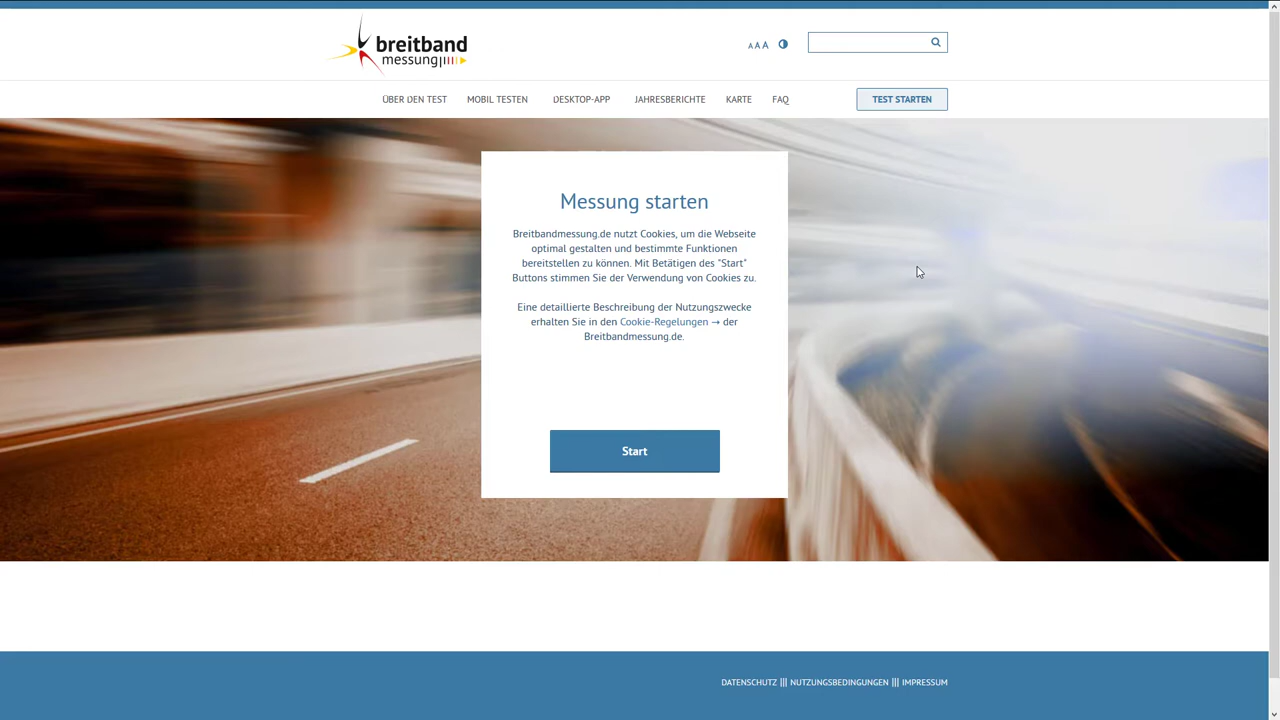 breitband
messung
A A A
ÜBER DEN TEST MOBIL TESTEN DESKTOP-APP JAHRESBERICHTE KARTE FAQ TEST STARTEN
Messung starten
Breitbandmessung.de nutzt Cookies, um die Webseite
optimal gestalten und bestimmte Funktionen
bereitstellen zu können. Mit Betätigen des "Start"
Buttons stimmen Sie der Verwendung von Cookies zu.
Eine detaillierte Beschreibung der Nutzungszwecke
erhalten Sie in den Cookie-Regelungen → der
Breitbandmessung.de.
Start
DATENSCHUTZ ||| NUTZUNGSBEDINGUNGEN ||| IMPRESSUM